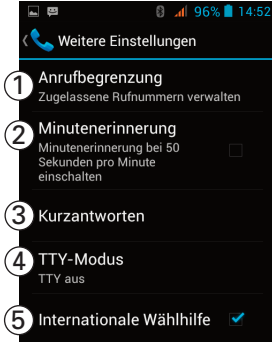 96% 14:52
Weitere Einstellungen
1 Anrufbegrenzung
Zugelassene Rufnummern verwalten
2 Minutenerinnerung
Minutenerinnerung bei 50
Sekunden pro Minute
einschalten
3 Kurzantworten
4 TTY-Modus
TTY aus
5 Internationale Wählhilfe